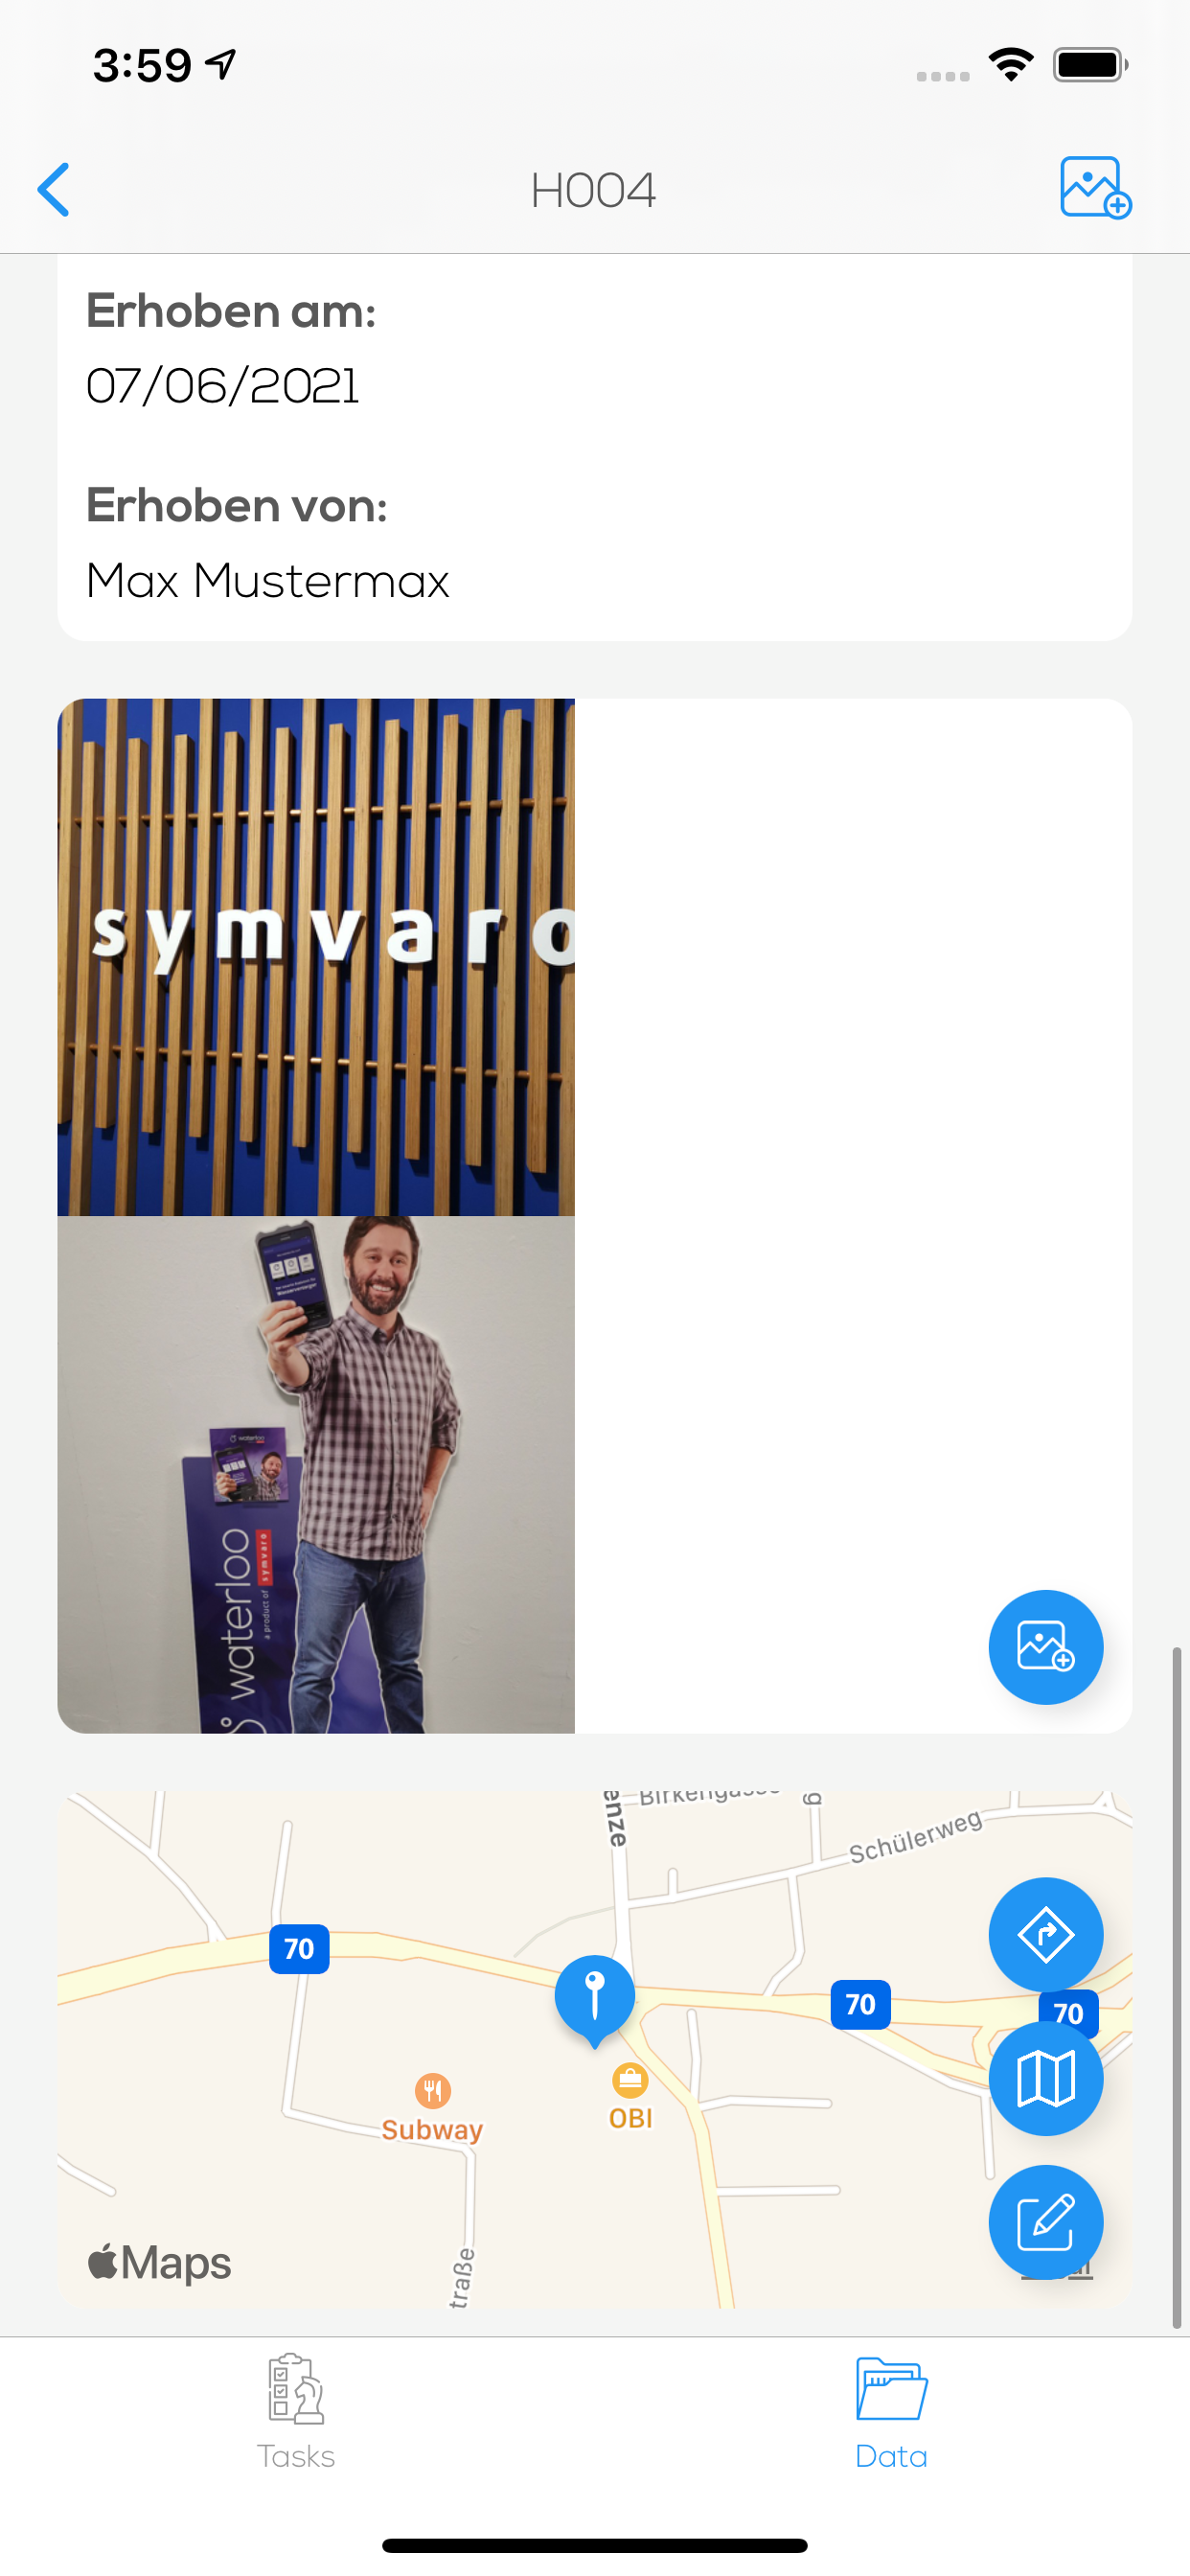 3:59
H004
Erhoben am:
07/06/2021
Erhoben von:
Max Mustermax
symvaro
waterloo
waterloo
a product of symvaro
enze
Birkengasse
g
Schülerweg
70
70
70
Subway
OBI
Maps
traße
Tasks
Data